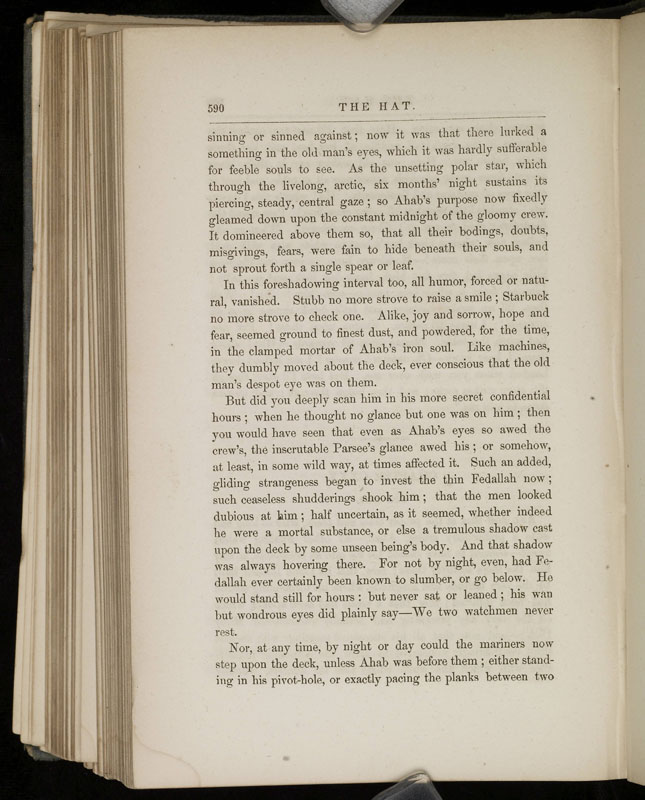 590
THE HAT.
sinning or sinned against; now it was that there lurked a
something in the old man's eyes, which it was hardly sufferable
for feeble souls to see. As the unsetting polar star, which
through the livelong, arctic, six months' night sustains its
piercing, steady, central gaze; so Ahab's purpose now fixedly
gleamed down upon the constant midnight of the gloomy crew.
It domineered above them so, that all their bodings, doubts,
misgivings, fears, were fain to hide beneath their souls, and
not sprout forth a single spear or leaf.
In this foreshadowing interval too, all humor, forced or natu-
ral, vanished. Stubb no more strove to raise a smile; Starbuck
no more strove to check one. Alike, joy and sorrow, hope and
fear, seemed ground to finest dust, and powdered, for the time,
in the clamped mortar of Ahab's iron soul. Like machines,
they dumbly moved about the deck, ever conscious that the old
man's despot eye was on them.
But did you deeply scan him in his more secret confidential
hours; when he thought no glance but one was on him; then
you would have seen that even as Ahab's eyes so awed the
crew's, the inscrutable Parsee's glance awed his; or somehow,
at least, in some wild way, at times affected it. Such an added,
gliding strangeness began to invest the thin Fedallah now;
such ceaseless shudderings shook him; that the men looked
dubious at him; half uncertain, as it seemed, whether indeed
he were a mortal substance, or else a tremulous shadow cast
upon the deck by some unseen being's body. And that shadow
was always hovering there. For not by night, even, had Fe-
dallah ever certainly been known to slumber, or go below. He
would stand still for hours: but never sat or leaned; his wan
but wondrous eyes did plainly say—We two watchmen never
rest.
Nor, at any time, by night or day could the mariners now
step upon the deck, unless Ahab was before them; either stand-
ing in his pivot-hole, or exactly pacing the planks between two